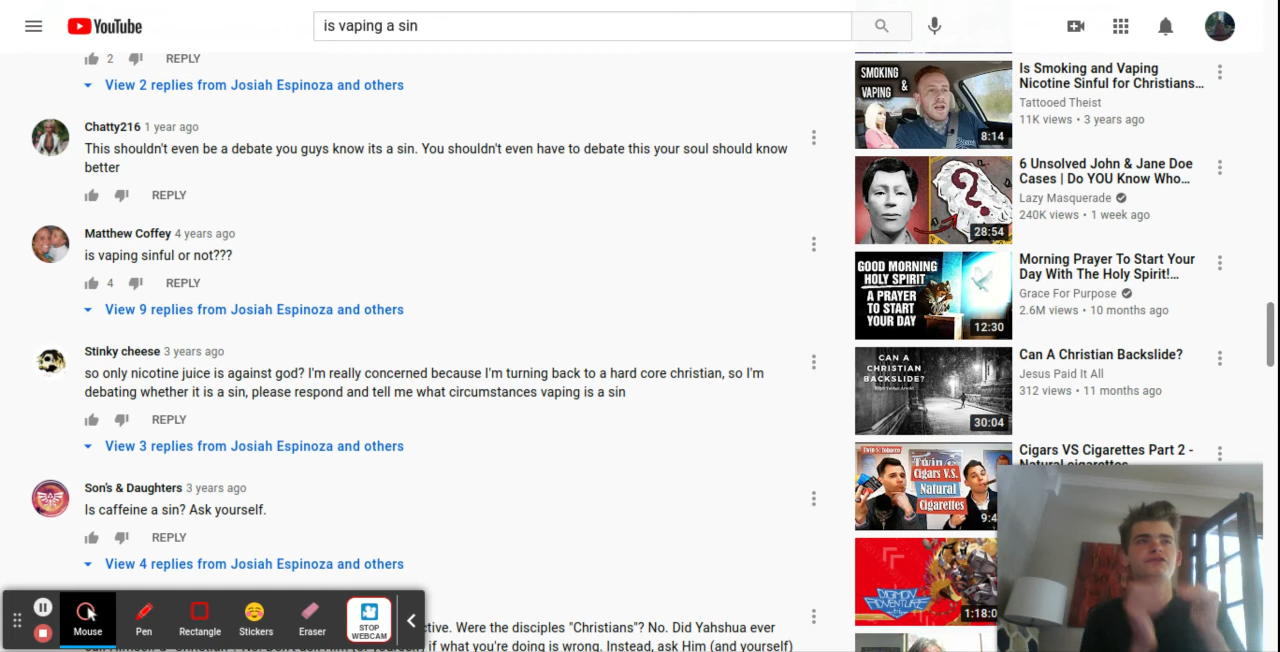 YouTube
is vaping a sin
2 REPLY
View 2 replies from Josiah Espinoza and others
Chatty216 1 year ago
This shouldn't even be a debate you guys know its a sin. You shouldn't even have to debate this your soul should know
better
REPLY
Matthew Coffey 4 years ago
is vaping sinful or not???
4 REPLY
View 9 replies from Josiah Espinoza and others
Stinky cheese 3 years ago
so only nicotine juice is against god? I'm really concerned because I'm turning back to a hard core christian, so I'm
debating whether it is a sin, please respond and tell me what circumstances vaping is a sin
REPLY
View 3 replies from Josiah Espinoza and others
Son's & Daughters 3 years ago
Is caffeine a sin? Ask yourself.
REPLY
View 4 replies from Josiah Espinoza and others
Were the disciples "Christians"? No. Did Yahshua ever
if what you're doing is wrong. Instead, ask Him (and yourself)
Mouse
Pen
Rectangle
Stickers
Eraser
STOP
WEBCAM
SMOKING
&
VAPING
8:14
Is Smoking and Vaping
Nicotine Sinful for Christians...
Tattooed Theist
11K views • 3 years ago
28:54
6 Unsolved John & Jane Doe
Cases | Do YOU Know Who...
Lazy Masquerade
240K views • 1 week ago
GOOD MORNING
HOLY SPIRIT
A PRAYER
TO START
YOUR DAY
12:30
Morning Prayer To Start Your
Day With The Holy Spirit!...
Grace For Purpose
2.6M views • 10 months ago
CAN A
CHRISTIAN
BACKSLIDE?
30:04
Can A Christian Backslide?
Jesus Paid It All
312 views • 11 months ago
Cigars V.S.
Natural
Cigarettes
9:4
Cigars VS Cigarettes Part 2 -
Natural cigarettes
DIGIMON
ADVENTURE
1:18:0